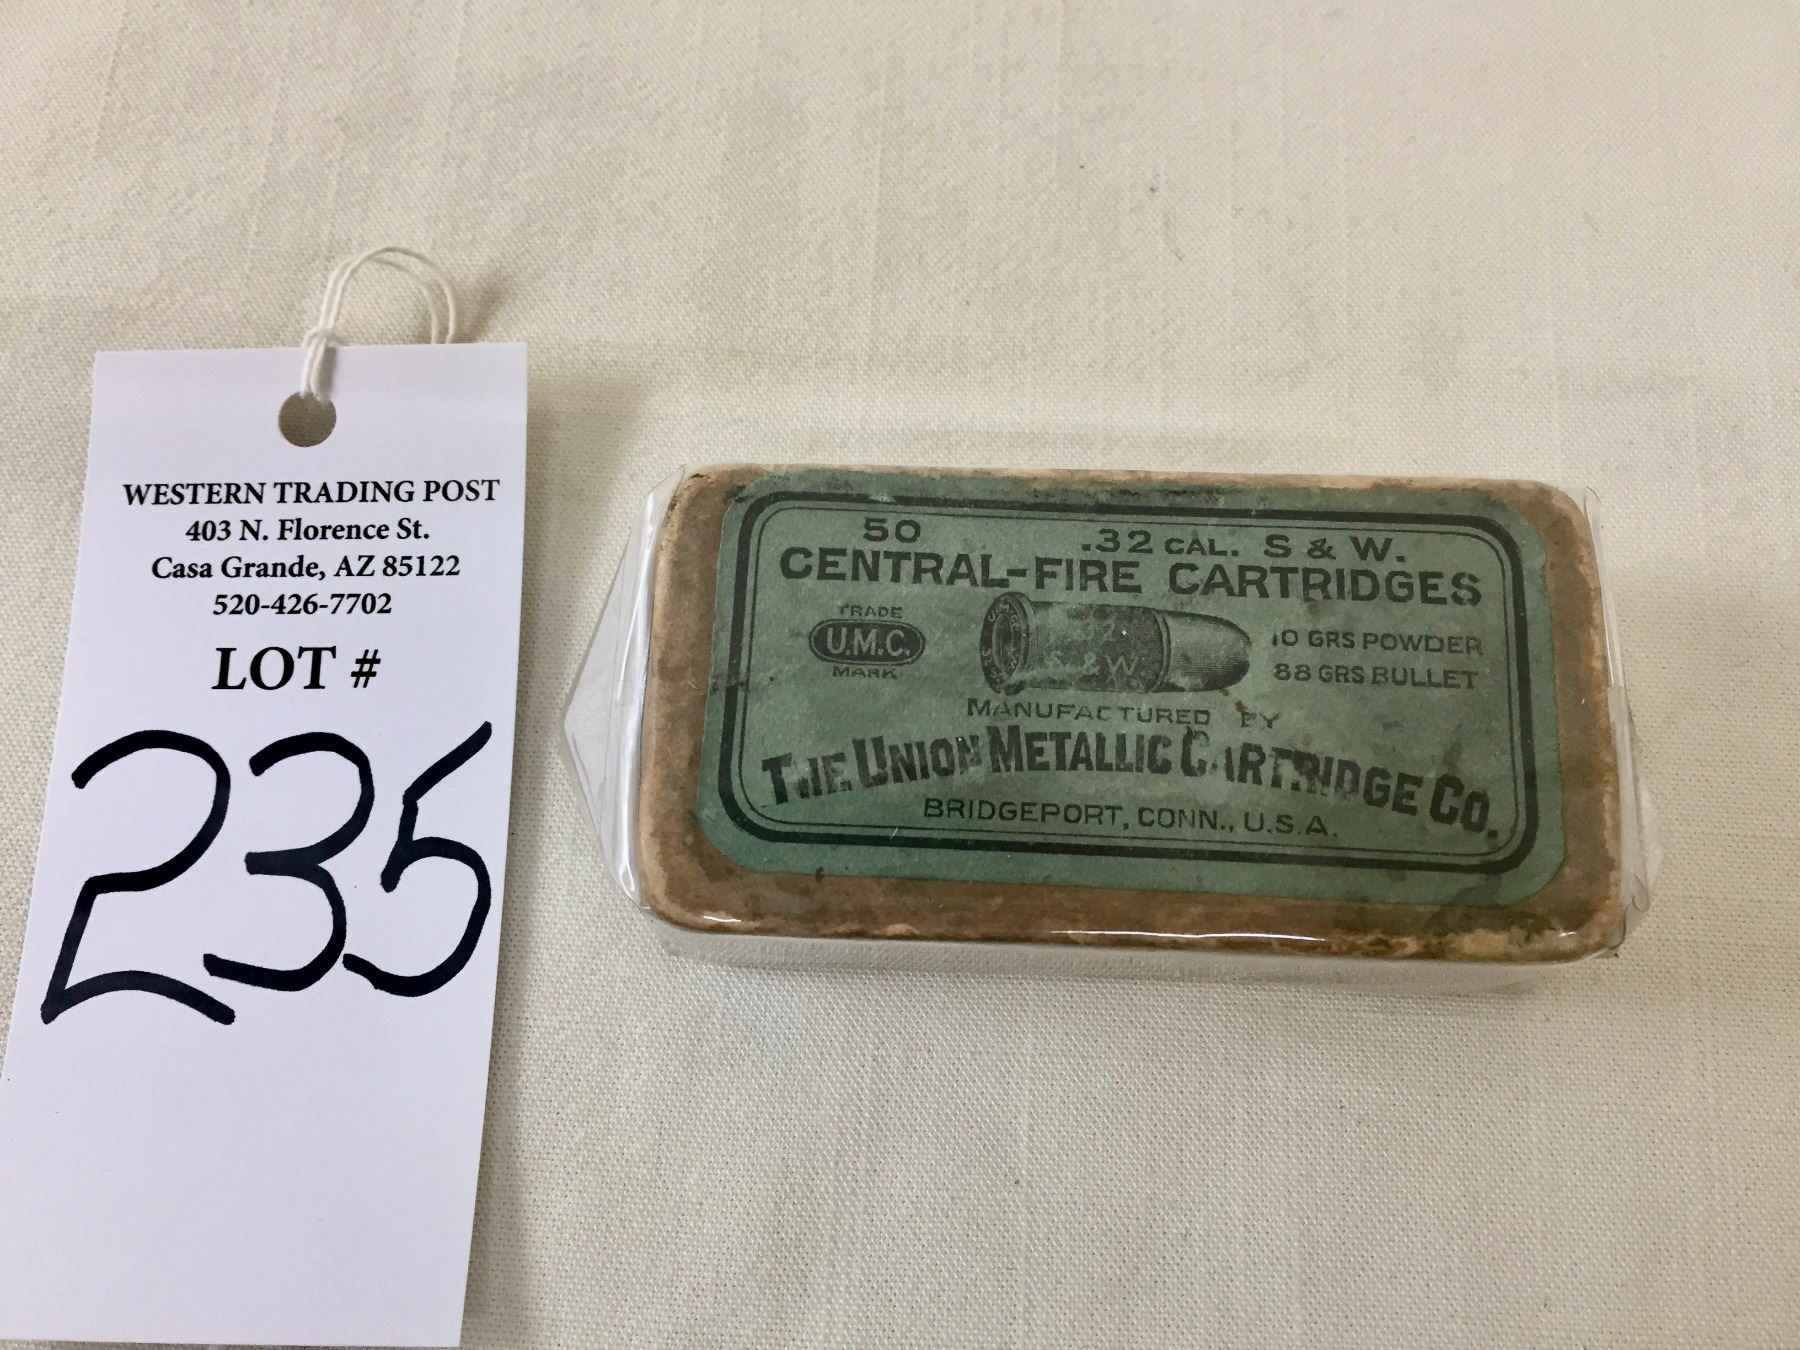 WESTERN TRADING POST
403 N. Florence St.
Casa Grande, AZ 85122
520-426-7702
LOT #
235
50 .32 CAL. S & W.
CENTRAL-FIRE CARTRIDGES
TRADE
U.M.C.
MARK
32
S. & W.
10 GRS POWDER
88 GRS BULLET
MANUFACTURED BY
THE UNION METALLIC CARTRIDGE CO.
BRIDGEPORT, CONN., U.S.A.